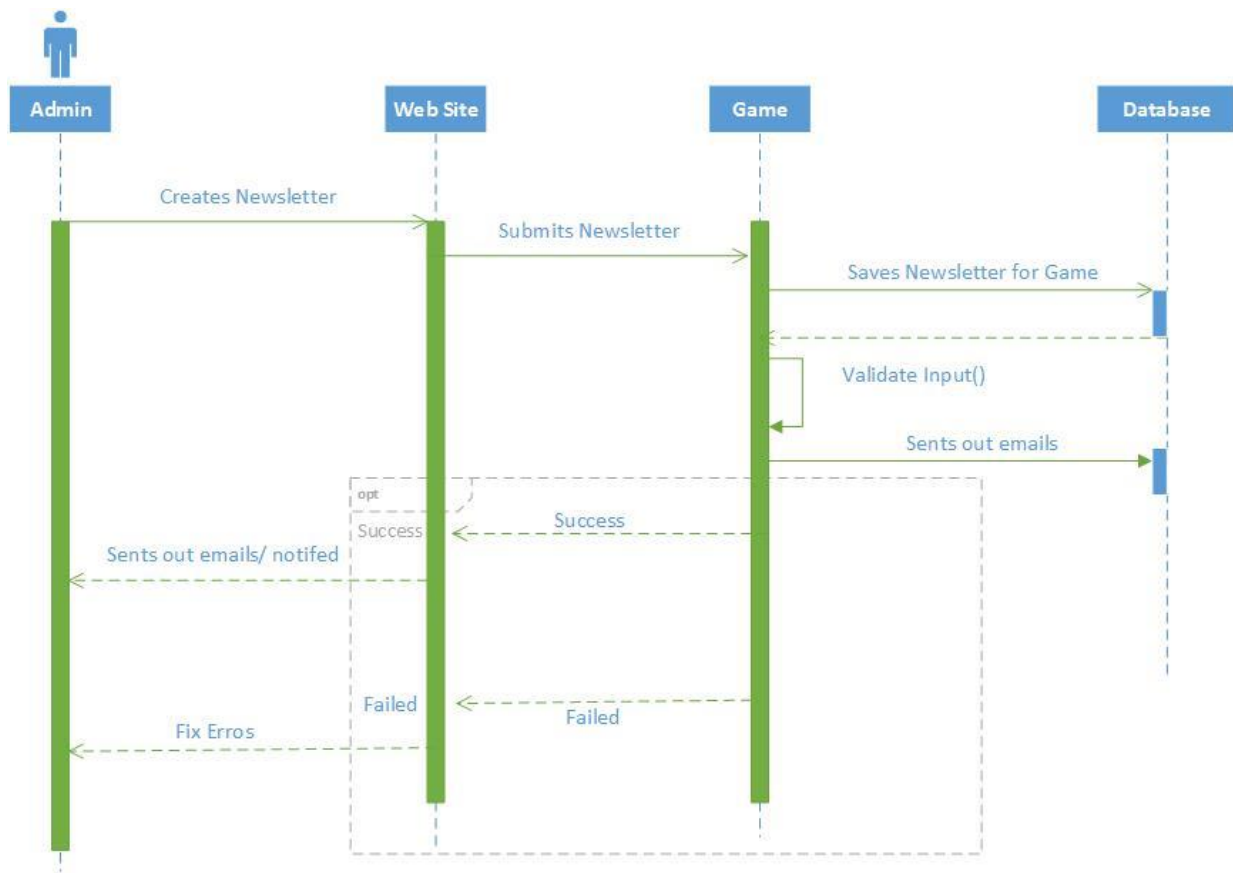 Admin
Web Site
Game
Database
Creates Newsletter
Submits Newsletter
Saves Newsletter for Game
Validate Input()
Sents out emails
opt
Success
Success
Sents out emails/ notifed
Failed
Failed
Fix Erros